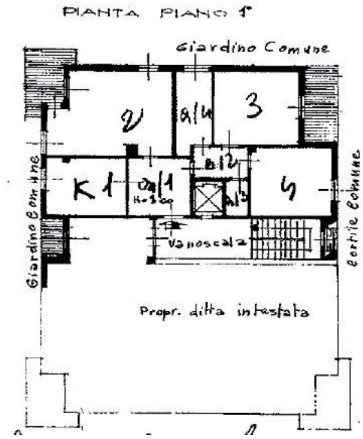 PIANTA PIANO 1°
Giardino Comune
2
a/4
3
a/2
K1
a/1
H=3.00
a/3
4
Giardino Comune
Vanoscala
Cortile Comune
Propr. ditta intestata